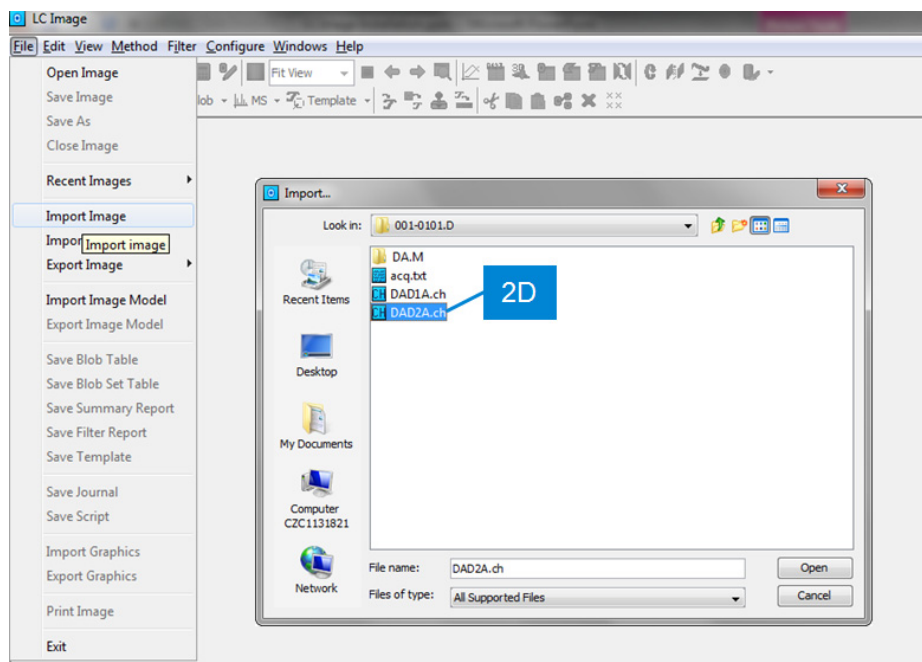 LC Image
File Edit View Method Filter Configure Windows Help
Fit View
lob MS Template
Open Image
Save Image
Save As
Close Image
Recent Images
Import Image
Impor
Import image
Export Image
Import Image Model
Export Image Model
Save Blob Table
Save Blob Set Table
Save Summary Report
Save Filter Report
Save Template
Save Journal
Save Script
Import Graphics
Export Graphics
Print Image
Exit
Import...
Look in: 001-0101.D
Recent Items
Desktop
My Documents
Computer
CZC1131821
Network
DA.M
acq.txt
CH DAD1A.ch
CH DAD2A.ch
2D
File name: DAD2A.ch Open
Files of type: All Supported Files Cancel